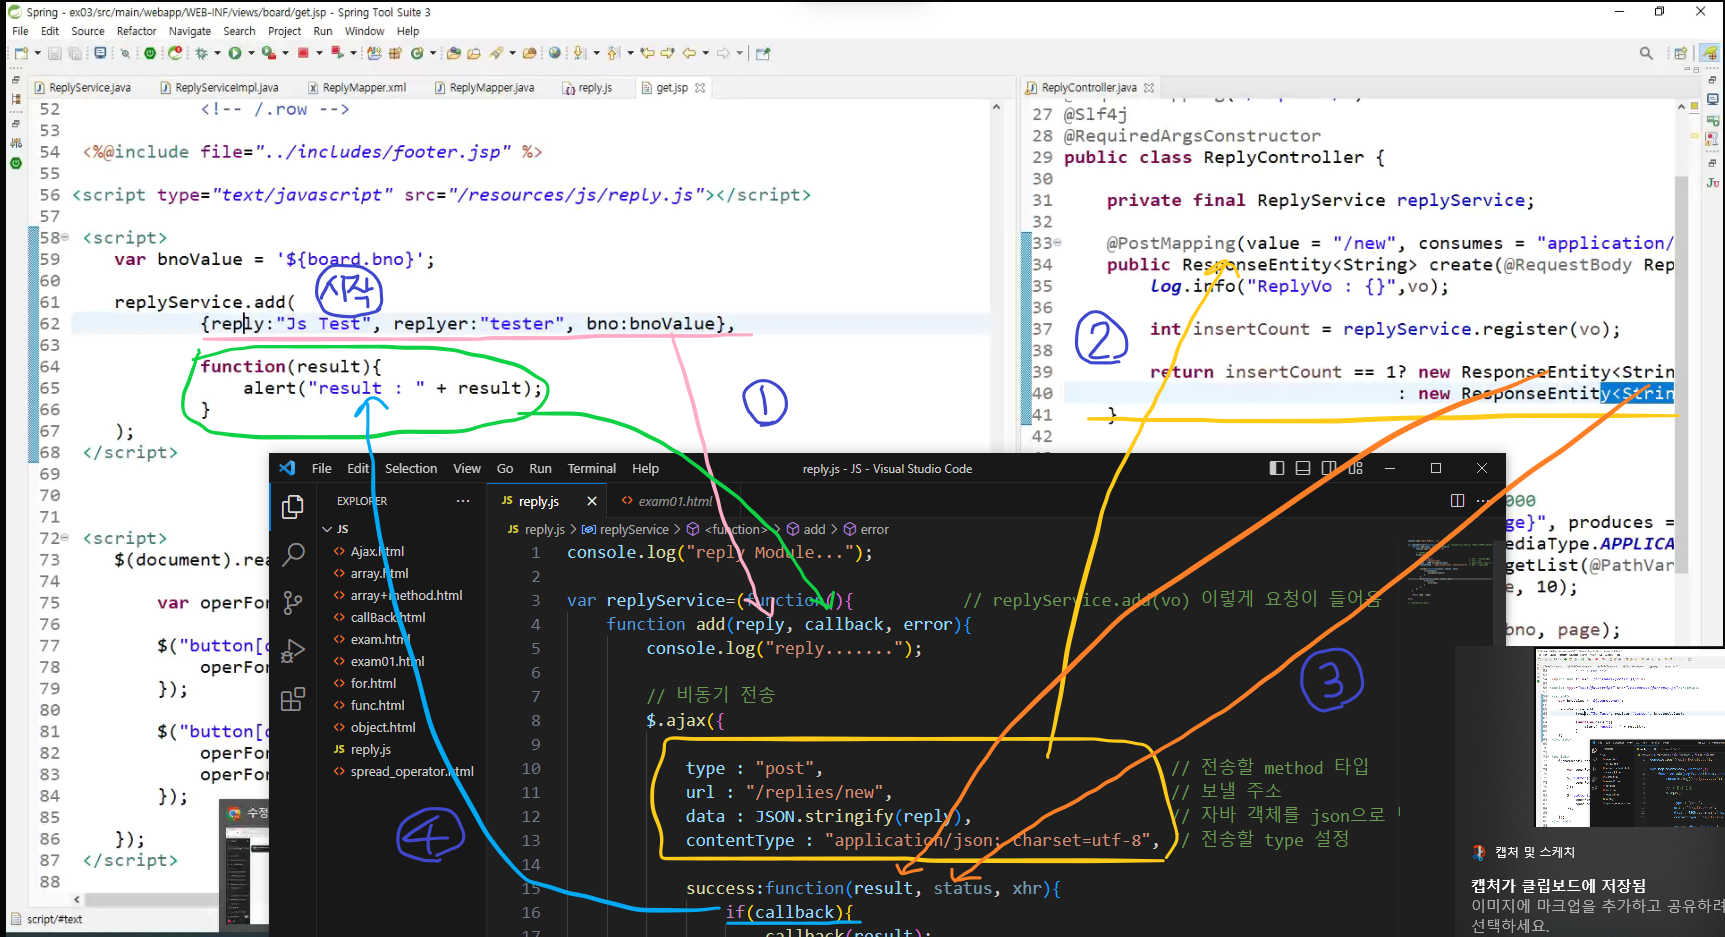 Spring - ex03/src/main/webapp/WEB-INF/views/board/get.jsp - Spring Tool Suite 3
File Edit Source Refactor Navigate Search Project Run Window Help
ReplyService.java ReplyServiceImpl.java ReplyMapper.xml ReplyMapper.java reply.js get.jsp
52 <!-- /.row -->
53
54 <%@include file="../includes/footer.jsp" %>
55
56 <script type="text/javascript" src="/resources/js/reply.js"></script>
57
58 <script>
59 var bnoValue = '${board.bno}';
60
시작
61 replyService.add(
62 {reply:"Js Test", replyer:"tester", bno:bnoValue},
63
64 function(result){
65 alert("result : " + result);
66 }
67 );
68 </script>
69
70
71
72 <script>
73 $(document).rea
74
75 var operFor
76
77 $("button[d
78 operFor
79 });
80
81 $("button[
82 operFor
83 operFor
84 });
85
86 });
87 </script>
88
script/#text
수정
①
ReplyController.java
27 @Slf4j
28 @RequiredArgsConstructor
29 public class ReplyController {
30
31 private final ReplyService replyService;
32
33 @PostMapping(value = "/new", consumes = "application/
34 public ResponseEntity<String> create(@RequestBody Rep
35 log.info("ReplyVo : {}",vo);
36
37 int insertCount = replyService.register(vo);
38
39 return insertCount == 1? new ResponseEntity<Strin
40 : new ResponseEntity<Strin
41 }
42
②
000
ge}", produces =
ediaType.APPLICA
getList(@PathVar
e, 10);
bno, page);
File Edit Selection View Go Run Terminal Help
reply.js - JS - Visual Studio Code
EXPLORER
JS
Ajax.html
array.html
array+method.html
callBack.html
exam.html
exam01.html
for.html
func.html
object.html
reply.js
spread_operator.html
JS reply.js exam01.html
JS reply.js > replyService > <function> > add > error
1 console.log("reply Module...");
2
3 var replyService=(function(){ // replyService.add(vo) 이렇게 요청이 들어옴
4 function add(reply, callback, error){
5 console.log("reply.......");
6
7 // 비동기 전송
8 $.ajax({
9
10 type : "post", // 전송할 method 타입
11 url : "/replies/new", // 보낼 주소
12 data : JSON.stringify(reply), // 자바 객체를 json으로
13 contentType : "application/json; charset=utf-8", // 전송할 type 설정
14
15 success:function(result, status, xhr){
16 if(callback){
17 callback(result);
③
④
캡처 및 스케치
캡처가 클립보드에 저장됨
이미지에 마크업을 추가하고 공유하려
선택하세요.